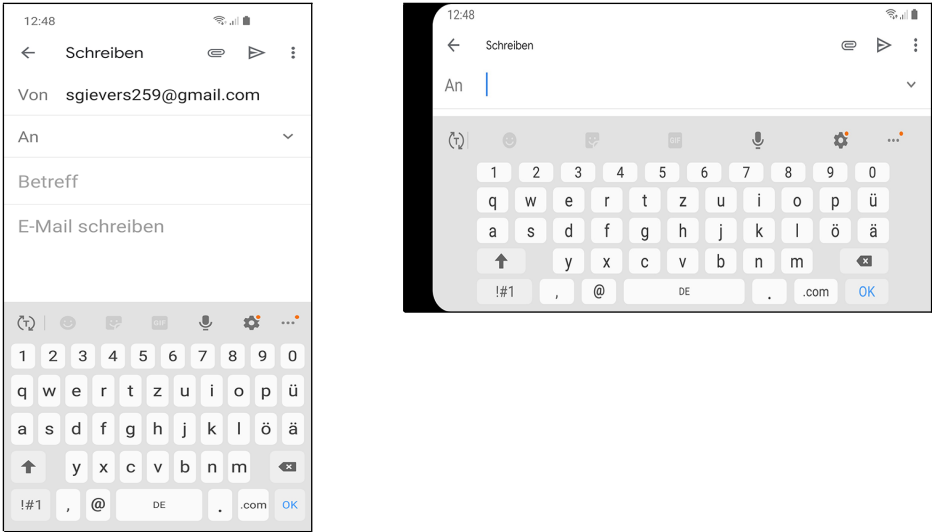 12:48
Schreiben
Von sgievers259@gmail.com
An
Betreff
E-Mail schreiben
T
GIF
1 2 3 4 5 6 7 8 9 0
q w e r t z u i o p ü
a s d f g h j k l ö ä
y x c v b n m
!#1 , @ DE . .com OK
12:48
Schreiben
An
T
GIF
1 2 3 4 5 6 7 8 9 0
q w e r t z u i o p ü
a s d f g h j k l ö ä
y x c v b n m
!#1 , @ DE . .com OK